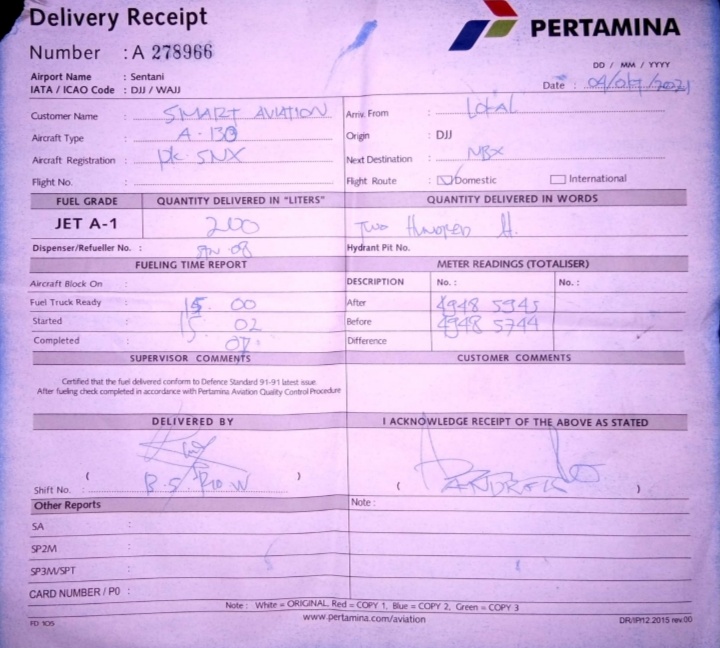 Delivery Receipt
PERTAMINA
Number : A 278966
Airport Name : Sentani
IATA / ICAO Code : DJJ / WAJJ
DD / MM / YYYY
Date : 04/07/2021
Customer Name : SMART AVIATION
Arriv. From : LOKAL
Aircraft Type : A-130
Origin : DJJ
Aircraft Registration : PK-SNX
Next Destination : NBX
Flight No. :
Flight Route : Domestic International
FUEL GRADE QUANTITY DELIVERED IN "LITERS" QUANTITY DELIVERED IN WORDS
JET A-1 200 TWO HUNDRED
Dispenser/Refueller No. : 08
Hydrant Pit No.
FUELING TIME REPORT METER READINGS (TOTALISER)
Aircraft Block On :
DESCRIPTION No. : No. :
Fuel Truck Ready : 15. 00
After 4948 5945
Started : 15 02
Before 4948 5744
Completed : 07
Difference
SUPERVISOR COMMENTS CUSTOMER COMMENTS
Certified that the fuel delivered conform to Defence Standard 91-91 latest issue.
After fueling check completed in accordance with Pertamina Aviation Quality Control Procedure
DELIVERED BY I ACKNOWLEDGE RECEIPT OF THE ABOVE AS STATED
( ) ( )
Shift No. :
Other Reports Note :
SA :
SP2M :
SP3M/SPT :
CARD NUMBER / P0 :
Note : White = ORIGINAL, Red = COPY 1, Blue = COPY 2, Green = COPY 3
FD 105 www.pertamina.com/aviation DR/IP/12.2015 rev.00